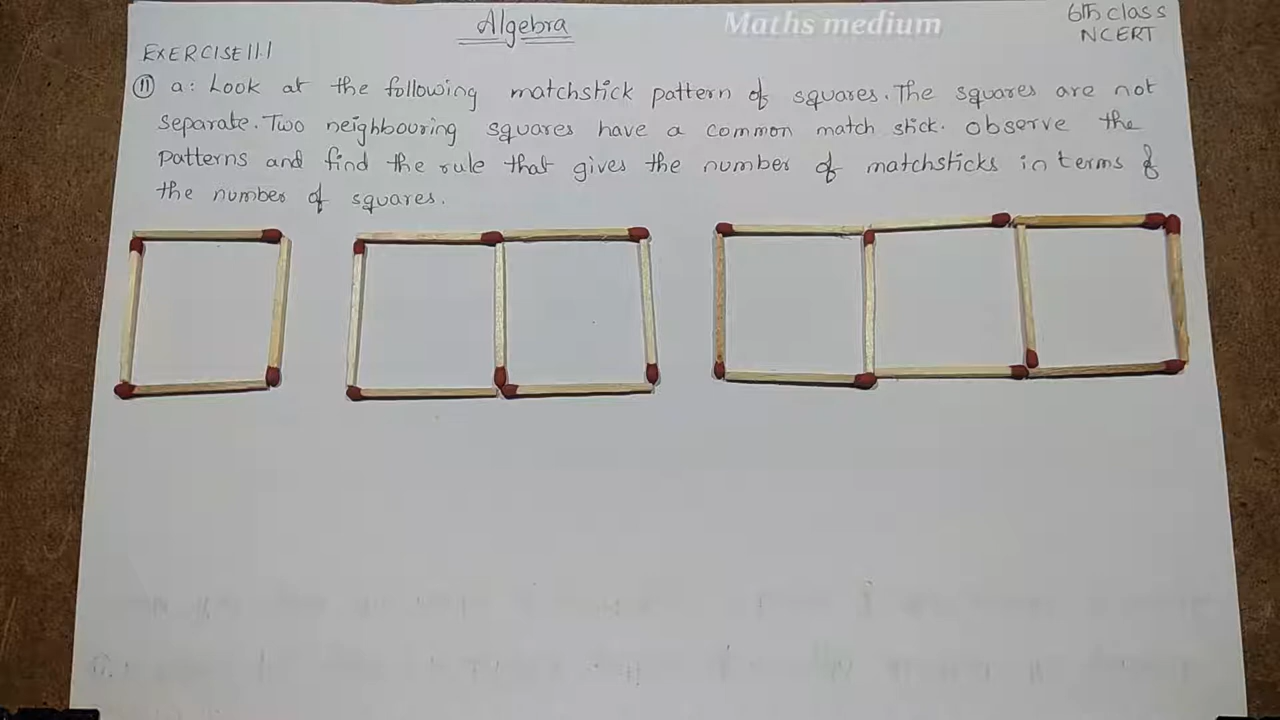 Algebra
Maths medium
6th class
NCERT
EXERCISE 11.1
11 a: Look at the following matchstick pattern of squares. The squares are not
separate. Two neighbouring squares have a common match stick. Observe the
Patterns and find the rule that gives the number of matchsticks in terms of
the number of squares.